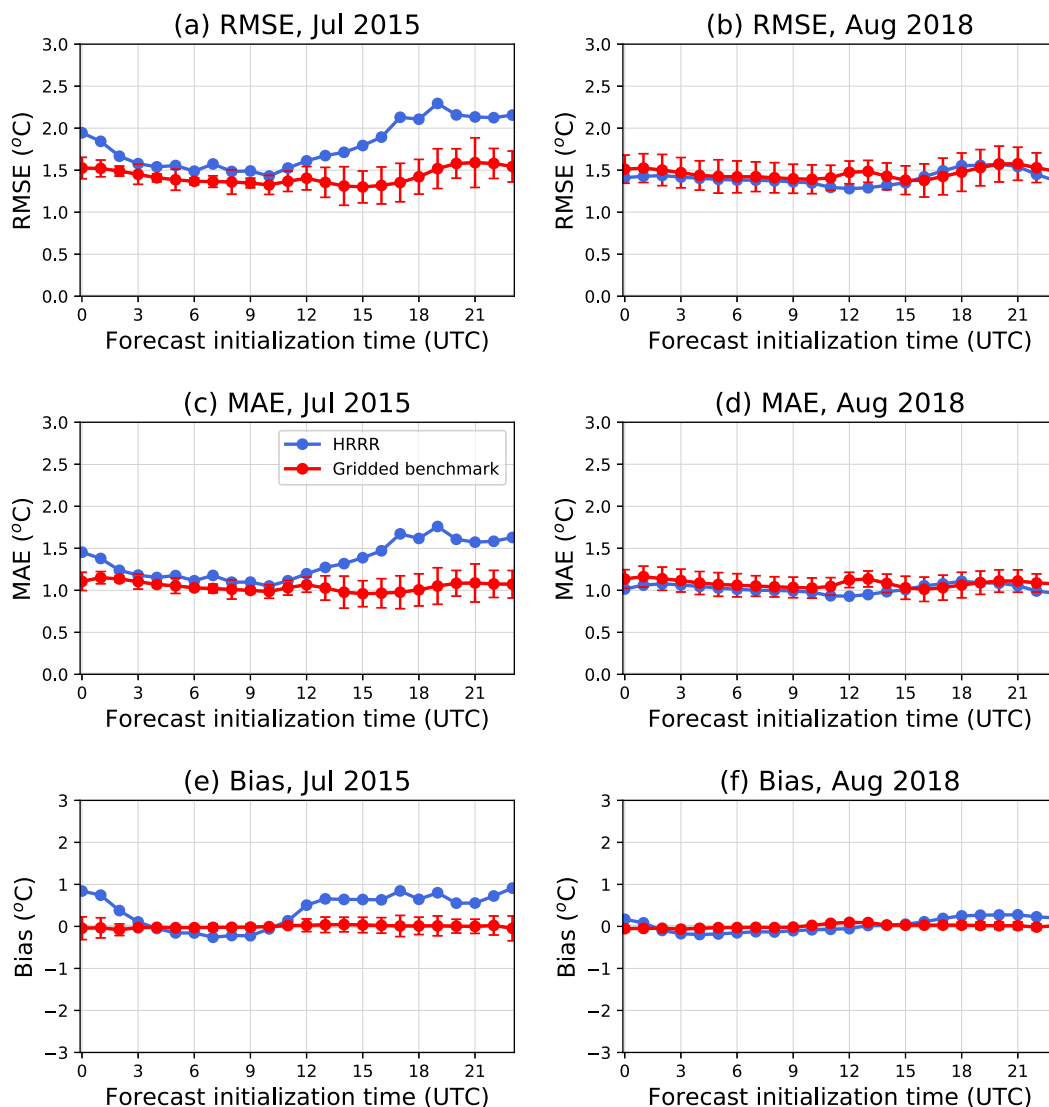 (a) RMSE, Jul 2015
3.0
2.5
2.0
1.5
1.0
0.5
0.0
RMSE (°C)
0 3 6 9 12 15 18 21
Forecast initialization time (UTC)
(b) RMSE, Aug 2018
3.0
2.5
2.0
1.5
1.0
0.5
0.0
RMSE (°C)
0 3 6 9 12 15 18 21
Forecast initialization time (UTC)
(c) MAE, Jul 2015
HRRR
Gridded benchmark
3.0
2.5
2.0
1.5
1.0
0.5
0.0
MAE (°C)
0 3 6 9 12 15 18 21
Forecast initialization time (UTC)
(d) MAE, Aug 2018
3.0
2.5
2.0
1.5
1.0
0.5
0.0
MAE (°C)
0 3 6 9 12 15 18 21
Forecast initialization time (UTC)
(e) Bias, Jul 2015
3
2
1
0
−1
−2
−3
Bias (°C)
0 3 6 9 12 15 18 21
Forecast initialization time (UTC)
(f) Bias, Aug 2018
3
2
1
0
−1
−2
−3
Bias (°C)
0 3 6 9 12 15 18 21
Forecast initialization time (UTC)